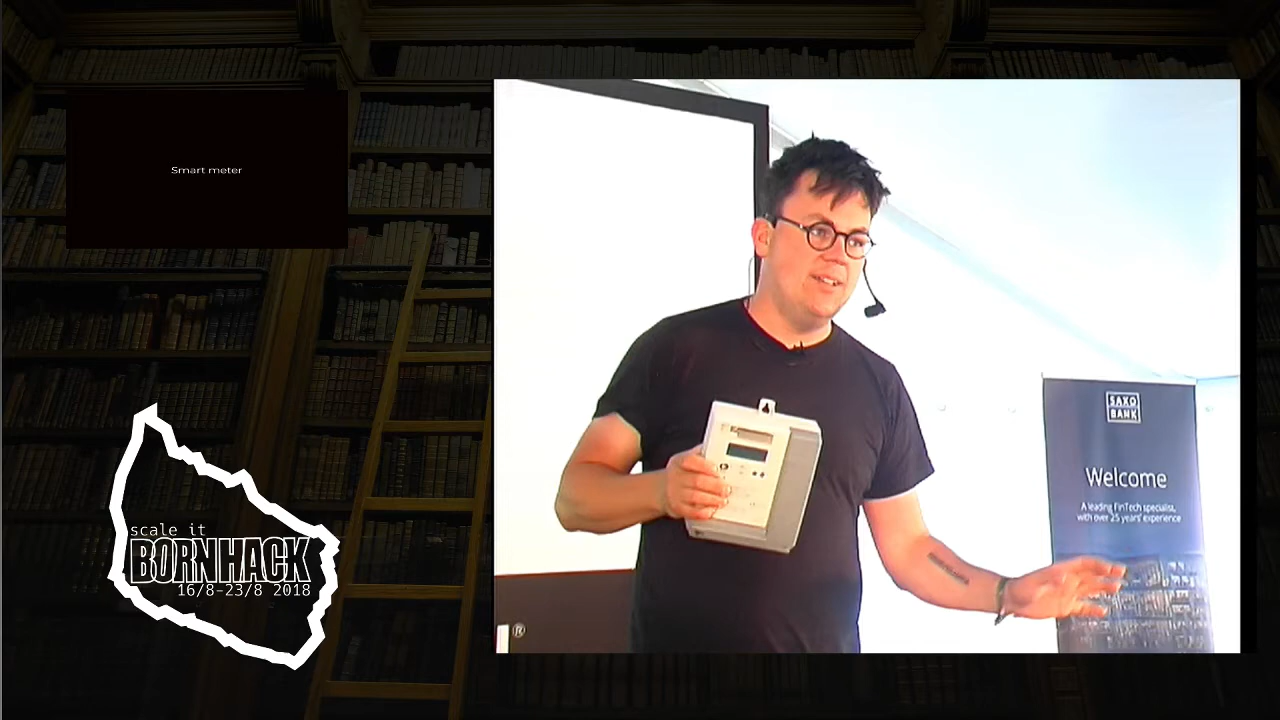 Smart meter
scale it
BORNHACK
16/8-23/8 2018
SAXO
BANK
Welcome
A leading FinTech specialist,
with over 25 years' experience
®